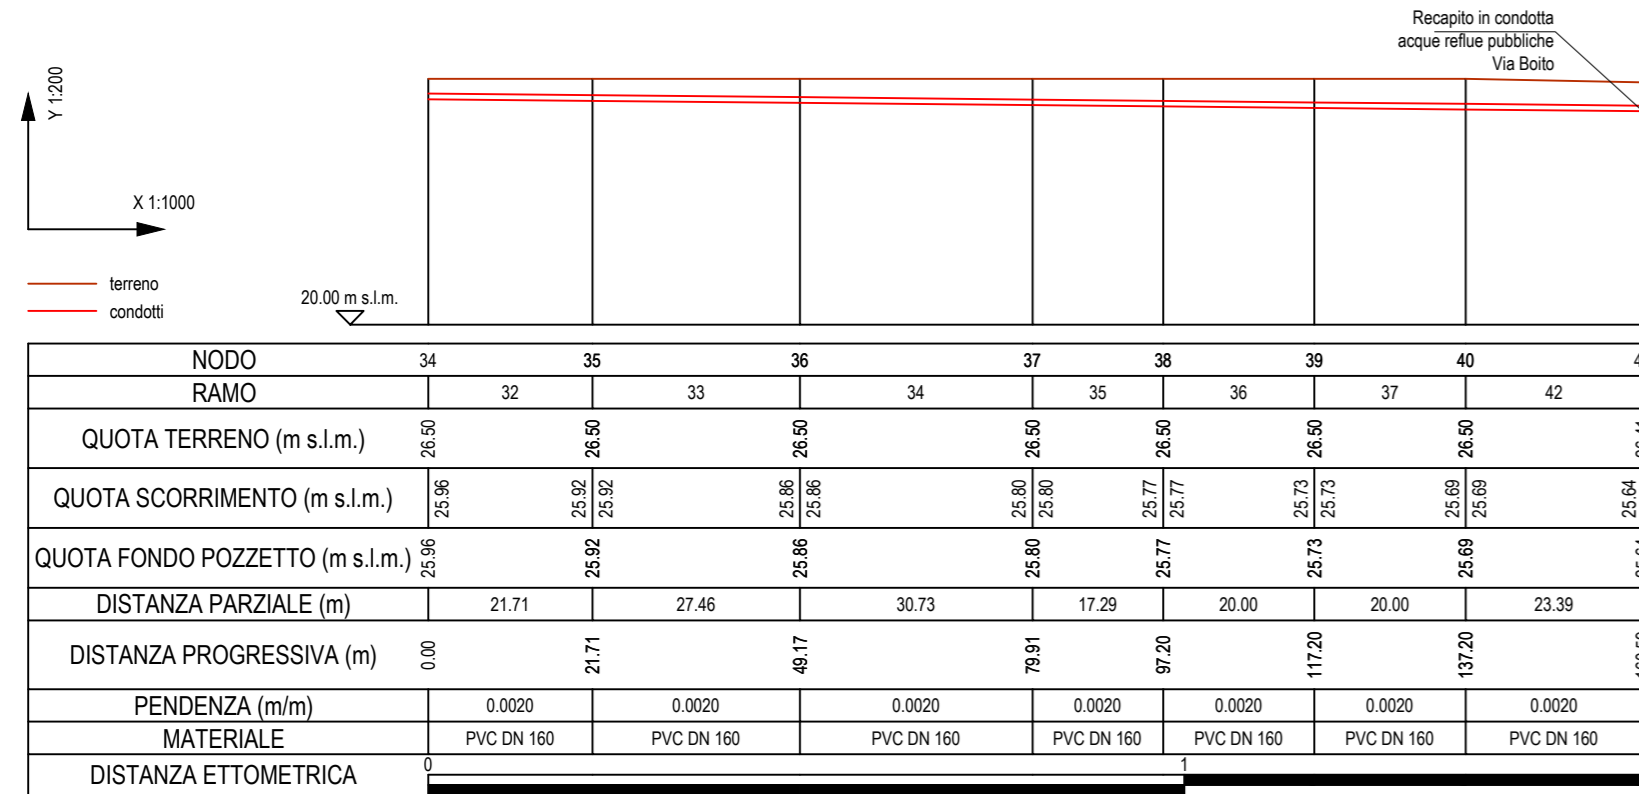 Recapito in condotta
acque reflue pubbliche
Via Boito
Y 1:200
X 1:1000
terreno
condotti
20.00 m s.l.m.
NODO 34 35 36 37 38 39 40
RAMO 32 33 34 35 36 37 42
QUOTA TERRENO (m s.l.m.) 26.50 26.50 26.50 26.50 26.50 26.50 26.50
QUOTA SCORRIMENTO (m s.l.m.) 25.96 25.92 25.92 25.86 25.86 25.80 25.80 25.77 25.77 25.73 25.73 25.69 25.69 25.64
QUOTA FONDO POZZETTO (m s.l.m.) 25.96 25.92 25.86 25.80 25.77 25.73 25.69
DISTANZA PARZIALE (m) 21.71 27.46 30.73 17.29 20.00 20.00 23.39
DISTANZA PROGRESSIVA (m) 0.00 21.71 49.17 79.91 97.20 117.20 137.20
PENDENZA (m/m) 0.0020 0.0020 0.0020 0.0020 0.0020 0.0020 0.0020
MATERIALE PVC DN 160 PVC DN 160 PVC DN 160 PVC DN 160 PVC DN 160 PVC DN 160 PVC DN 160
DISTANZA ETTOMETRICA 0 1